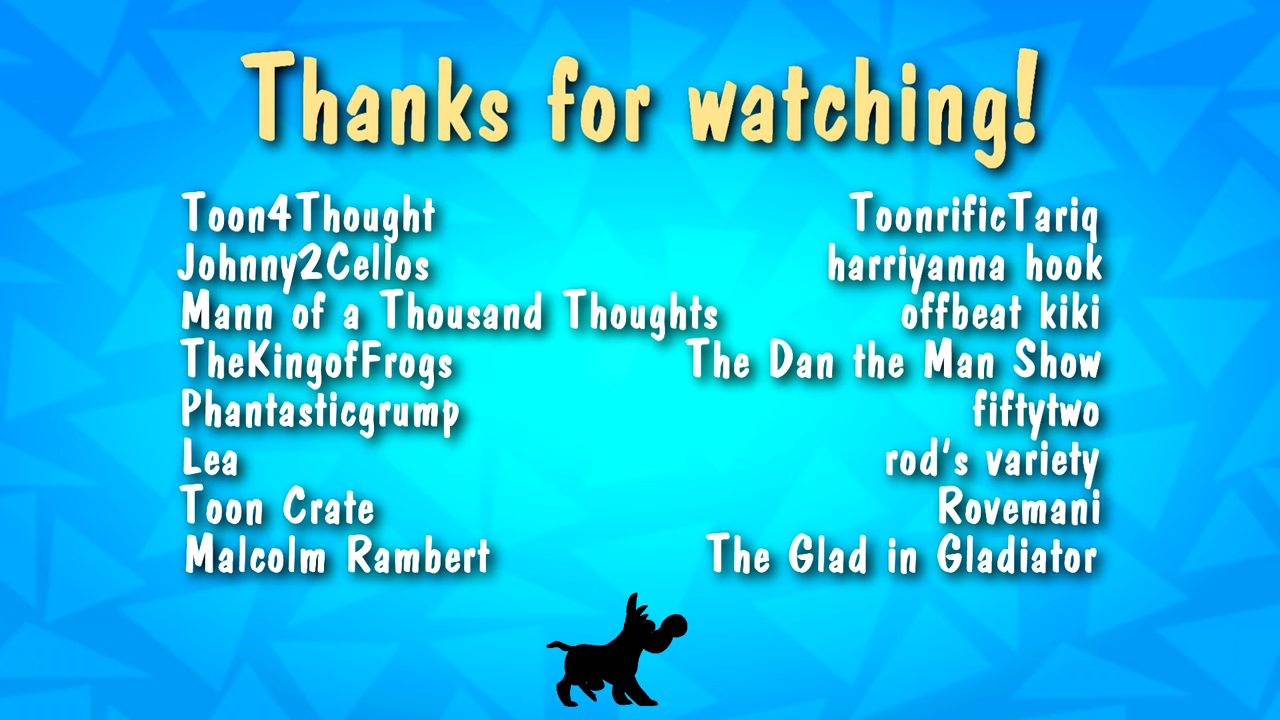 Thanks for watching!
Toon4Thought
Johnny2Cellos
Mann of a Thousand Thoughts
TheKingofFrogs
Phantasticgrump
Lea
Toon Crate
Malcolm Rambert
ToonrificTariq
harriyanna hook
offbeat kiki
The Dan the Man Show
fiftytwo
rod's variety
Rovemani
The Glad in Gladiator